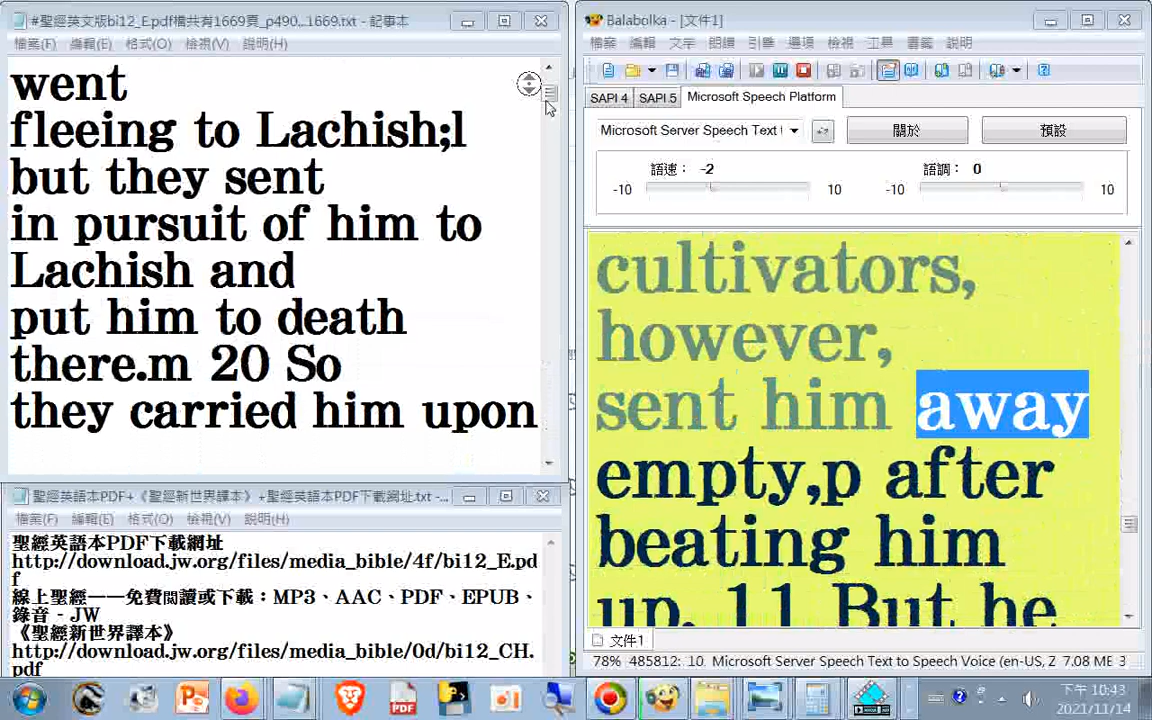 #聖經英文版bi12_E.pdf檔共有1669頁_p490,..1669.txt - 記事本
檔案(F) 編輯(E) 格式(O) 檢視(V) 說明(H)
went
fleeing to Lachish;l
but they sent
in pursuit of him to
Lachish and
put him to death
there.m 20 So
they carried him upon
聖經英語本PDF+《聖經新世界譯本》+聖經英語本PDF下載網址.txt - ...
檔案(F) 編輯(E) 格式(O) 檢視(V) 說明(H)
聖經英語本PDF下載網址
http://download.jw.org/files/media_bible/4f/bi12_E.pd
f
線上聖經——免費閱讀或下載：MP3、AAC、PDF、EPUB、
錄音 - JW
《聖經新世界譯本》
http://download.jw.org/files/media_bible/0d/bi12_CH.
pdf
Balabolka - [文件1]
檔案 編輯 文字 朗讀 引擎 選項 檢視 工具 書籤 說明
SAPI 4 SAPI 5 Microsoft Speech Platform
Microsoft Server Speech Text 關於 預設
語速： -2 語調： 0
-10 10 -10 10
cultivators,
however,
sent him away
empty,p after
beating him
up. 11 But he
文件1
78% 485812: 10 Microsoft Server Speech Text to Speech Voice (en-US, Z 7.08 ME 3
下午 10:43
2021/11/14